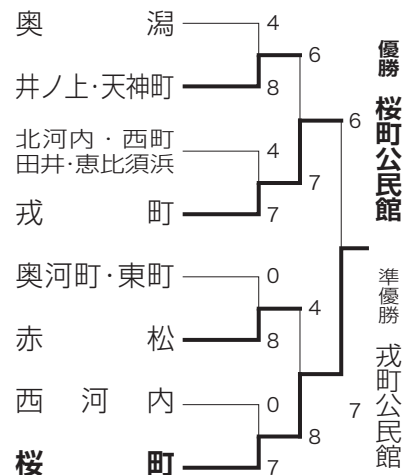 奥潟
4
6
井ノ上・天神町
8
6
北河内・西町
田井・恵比須浜
4
7
戎町
7
奥河町・東町
0
4
赤松
8
7
西河内
0
8
桜町
7
優勝 桜町公民館
準優勝 戎町公民館